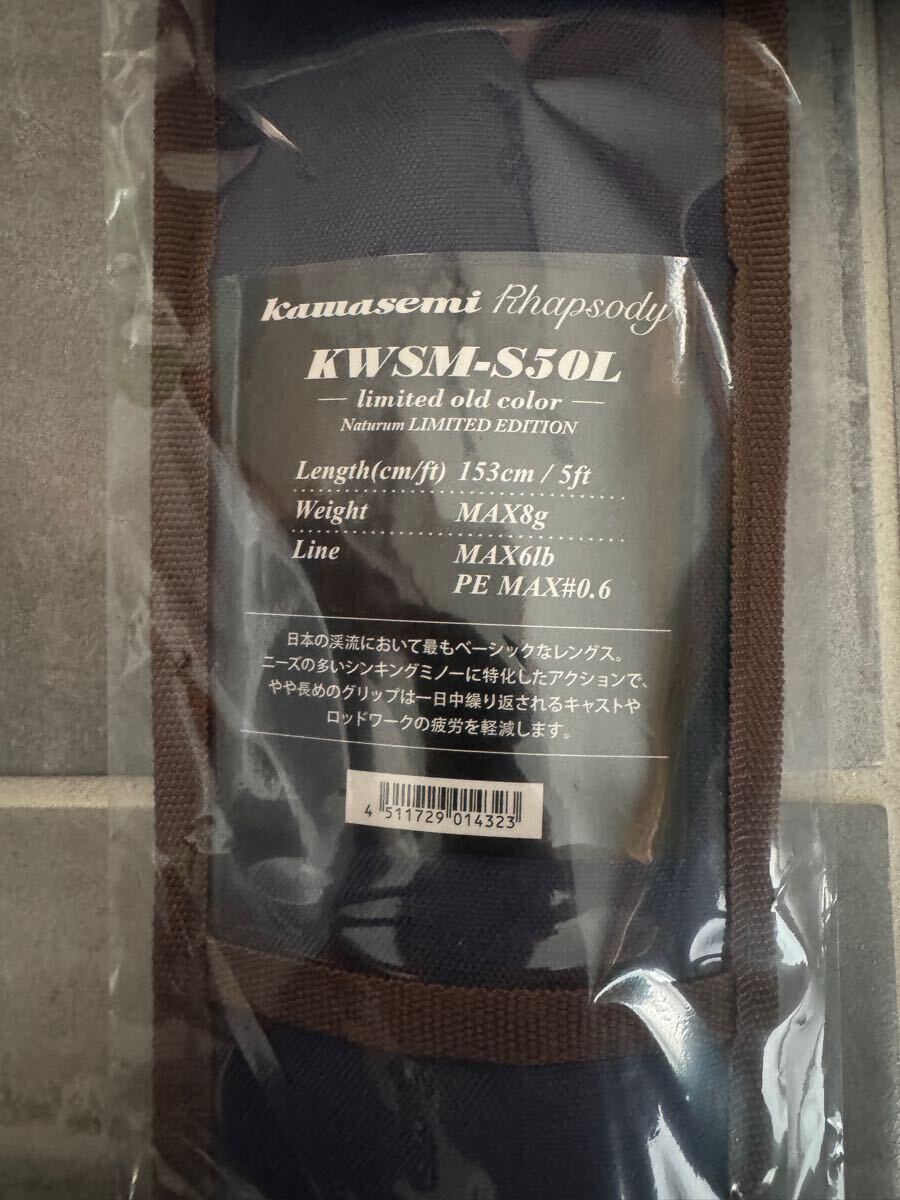 Kawasemi Rhapsody
KWSM-S50L
— limited old color —
Naturum LIMITED EDITION
Length(cm/ft) 153cm / 5ft
Weight MAX8g
Line MAX6lb
PE MAX#0.6
日本の渓流において最もベーシックなレングス。
ニーズの多いシンキングミノーに特化したアクションで、
やや長めのグリップは一日中繰り返されるキャストや
ロッドワークの疲労を軽減します。
4 511729 014323